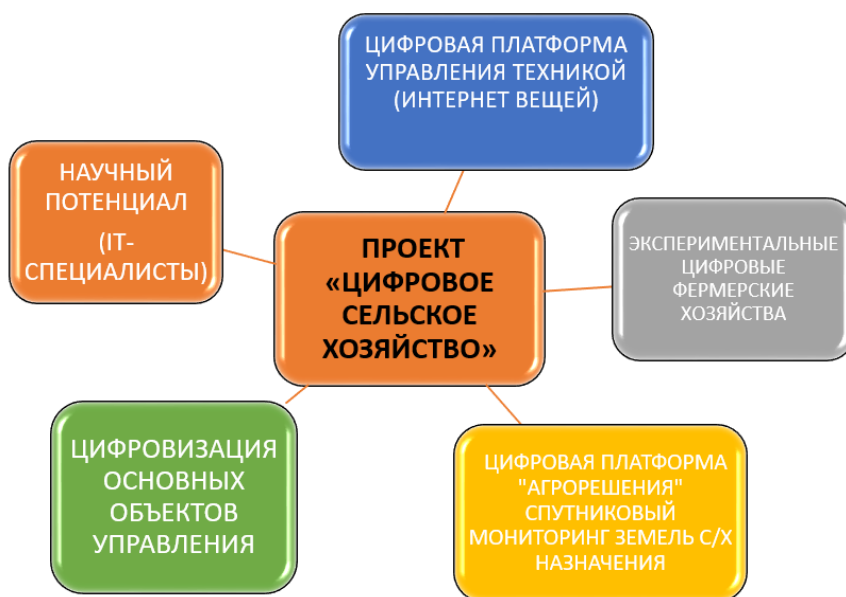 ЦИФРОВАЯ ПЛАТФОРМА
УПРАВЛЕНИЯ ТЕХНИКОЙ
(ИНТЕРНЕТ ВЕЩЕЙ)
НАУЧНЫЙ
ПОТЕНЦИАЛ
(IT-
СПЕЦИАЛИСТЫ)
ПРОЕКТ
«ЦИФРОВОЕ
СЕЛЬСКОЕ
ХОЗЯЙСТВО»
ЭКСПЕРИМЕНТАЛЬНЫЕ
ЦИФРОВЫЕ
ФЕРМЕРСКИЕ
ХОЗЯЙСТВА
ЦИФРОВИЗАЦИЯ
ОСНОВНЫХ
ОБЪЕКТОВ
УПРАВЛЕНИЯ
ЦИФРОВАЯ ПЛАТФОРМА
"АГРОРЕШЕНИЯ"
СПУТНИКОВЫЙ
МОНИТОРИНГ ЗЕМЕЛЬ С/Х
НАЗНАЧЕНИЯ